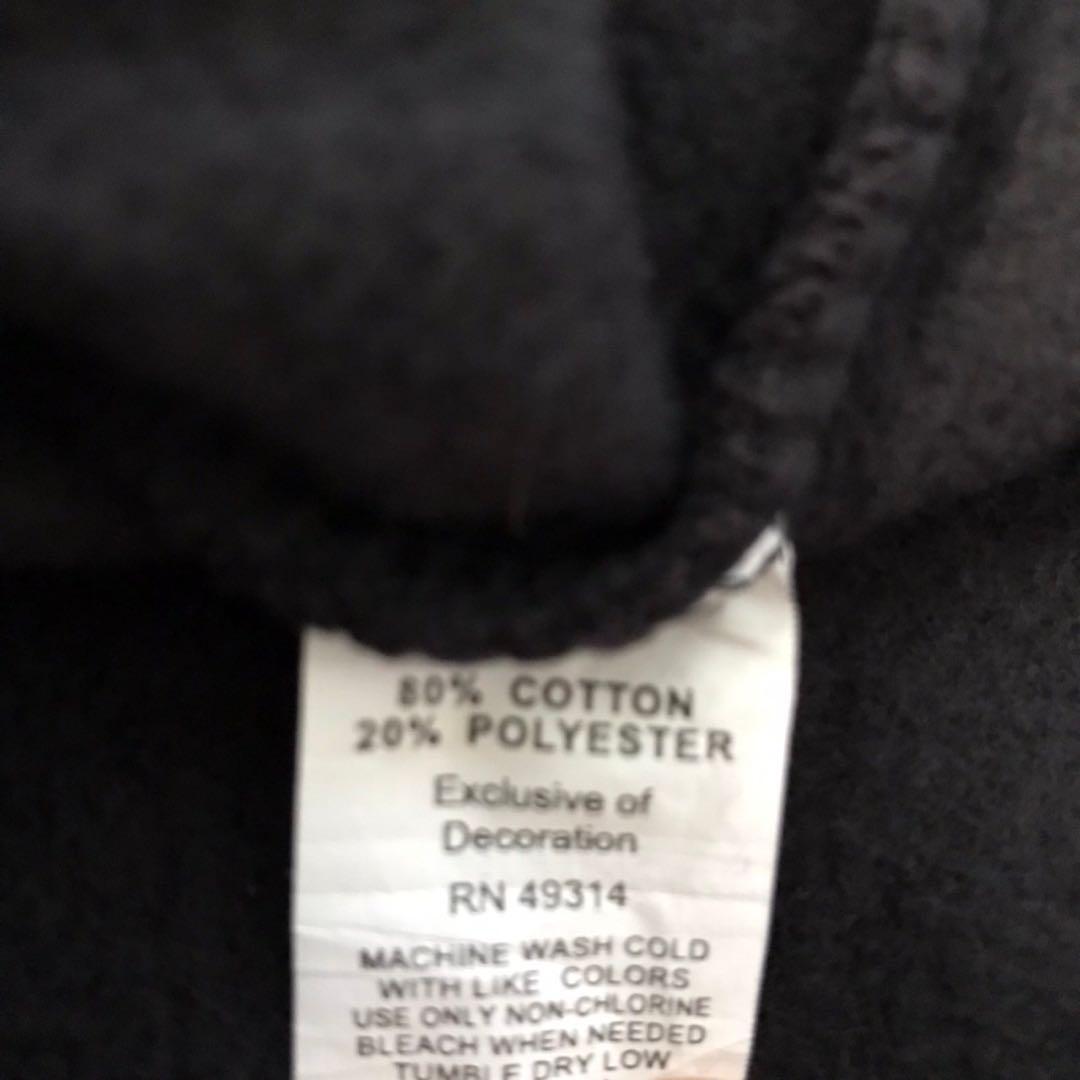 80% COTTON
20% POLYESTER
Exclusive of
Decoration
RN 49314
MACHINE WASH COLD
WITH LIKE COLORS
USE ONLY NON-CHLORINE
BLEACH WHEN NEEDED
TUMBLE DRY LOW